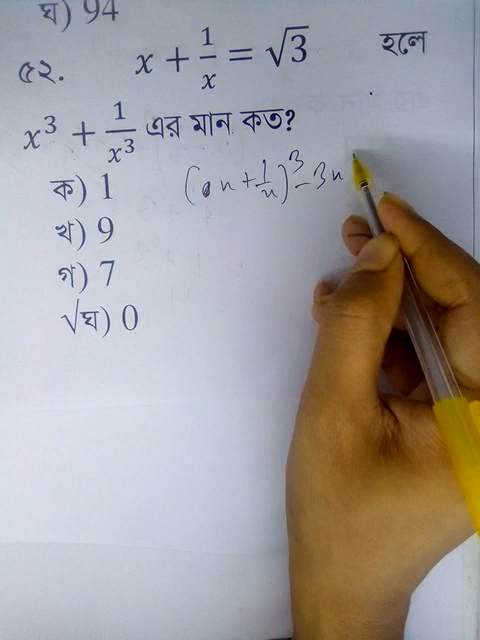 ঘ) 94
৫২. x + 1/x = √3 হলে
x³ + 1/x³ এর মান কত?
(x + 1/x)³ - 3x
ক) 1
খ) 9
গ) 7
√ঘ) 0